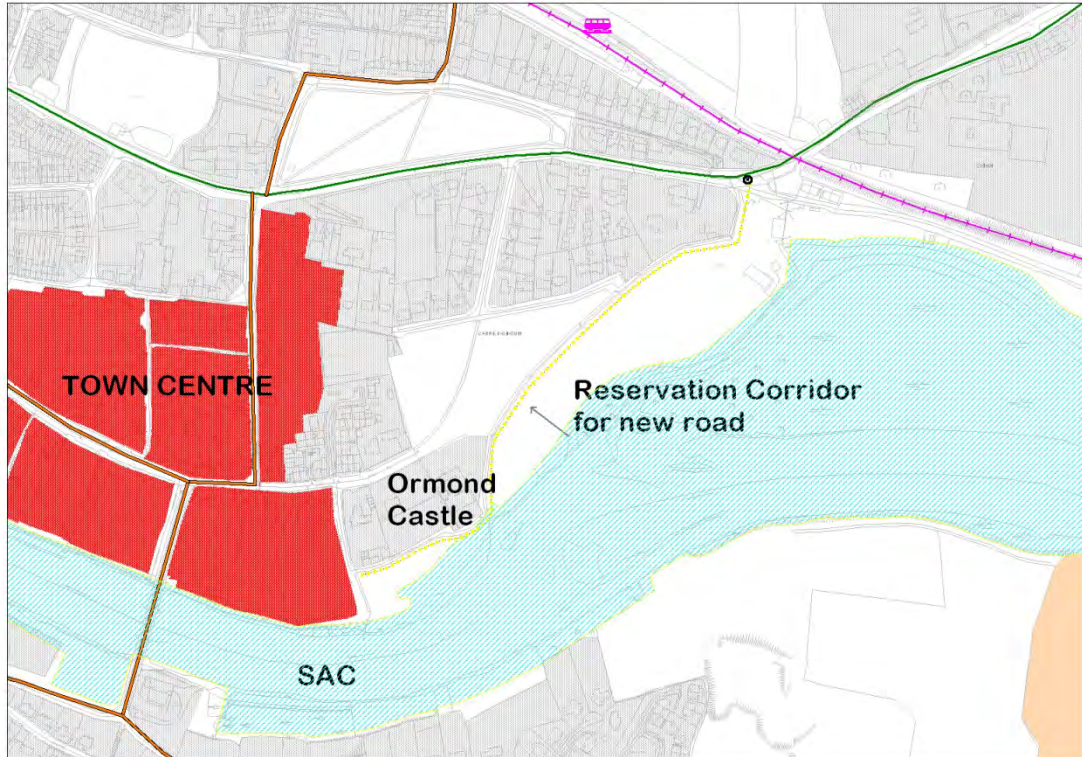 TOWN CENTRE
Reservation Corridor
for new road
Ormond
Castle
SAC